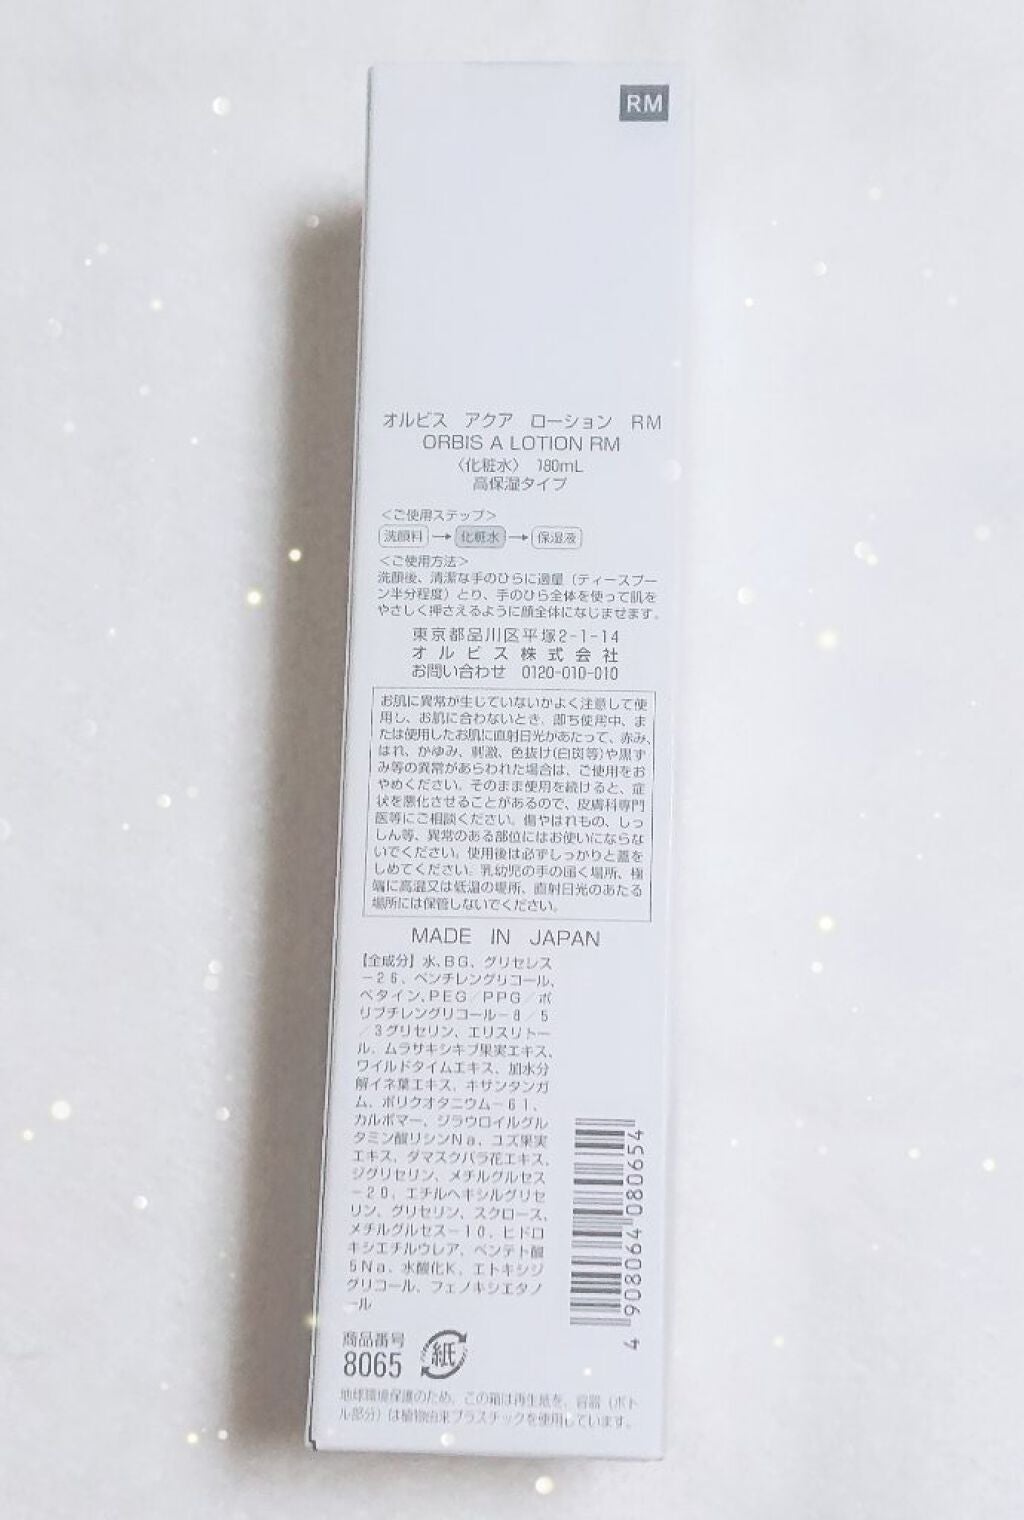 RM
オルビス アクア ローション RM
ORBIS A LOTION RM
〈化粧水〉 180mL
高保湿タイプ
＜ご使用ステップ＞
洗顔料→化粧水→保湿液
＜ご使用方法＞
洗顔後、清潔な手のひらに適量（ティースプー
ン半分程度）とり、手のひら全体を使って肌を
やさしく押さえるように顔全体になじませます。
東京都品川区平塚2-1-14
オルビス株式会社
お問い合わせ 0120-010-010
お肌に異常が生じていないかよく注意して使
用し、お肌に合わないとき、即ち使用中、ま
たは使用したお肌に直射日光があたって、赤み、
はれ、かゆみ、刺激、色抜け(白斑等)や黒ず
み等の異常があらわれた場合は、ご使用をお
やめください。そのまま使用を続けると、症
状を悪化させることがあるので、皮膚科専門
医等にご相談ください。傷やはれもの、しっ
しん等、異常のある部位にはお使いにならな
いでください。使用後は必ずしっかりと蓋を
しめてください。乳幼児の手の届く場所、極
端に高温又は低温の場所、直射日光のあたる
場所には保管しないでください。
MADE IN JAPAN
【全成分】水、BG、グリセレス
－26、ペンチレングリコール、
ベタイン、PEG／PPG／ポ
リブチレングリコール－8／5
／3グリセリン、エリスリトー
ル、ムラサキシキブ果実エキス、
ワイルドタイムエキス、加水分
解イネ葉エキス、キサンタンガ
ム、ポリクオタニウム－61、
カルボマー、ジラウロイルグル
タミン酸リシンNa、ユズ果実
エキス、ダマスクバラ花エキス、
ジグリセリン、メチルグルセス
－20、エチルヘキシルグリセ
リン、グリセリン、スクロース、
メチルグルセス－10、ヒドロ
キシエチルウレア、ペンテト酸
5Na、水酸化K、エトキシジ
グリコール、フェノキシエタノ
ール
4 908064 080654
商品番号
8065
紙
地球環境保護のため、この箱は再生紙を、容器（ボト
ル部分）は植物由来プラスチックを使用しています。